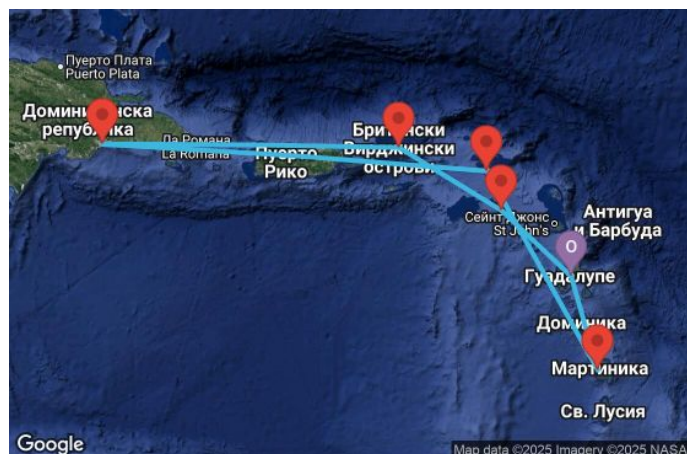 Пуерто Плата
Puerto Plata
Доминиканска
република
Ла Романа
La Romana
Пуерто
Рико
Британски
Вирджински
острови
Сейнт Джонс
St John's
Антигуа
и Барбуда
O
Гуаделупе
Доминика
Мартиника
Св. Лусия
Google
Map data ©2025 Imagery ©2025 NASA